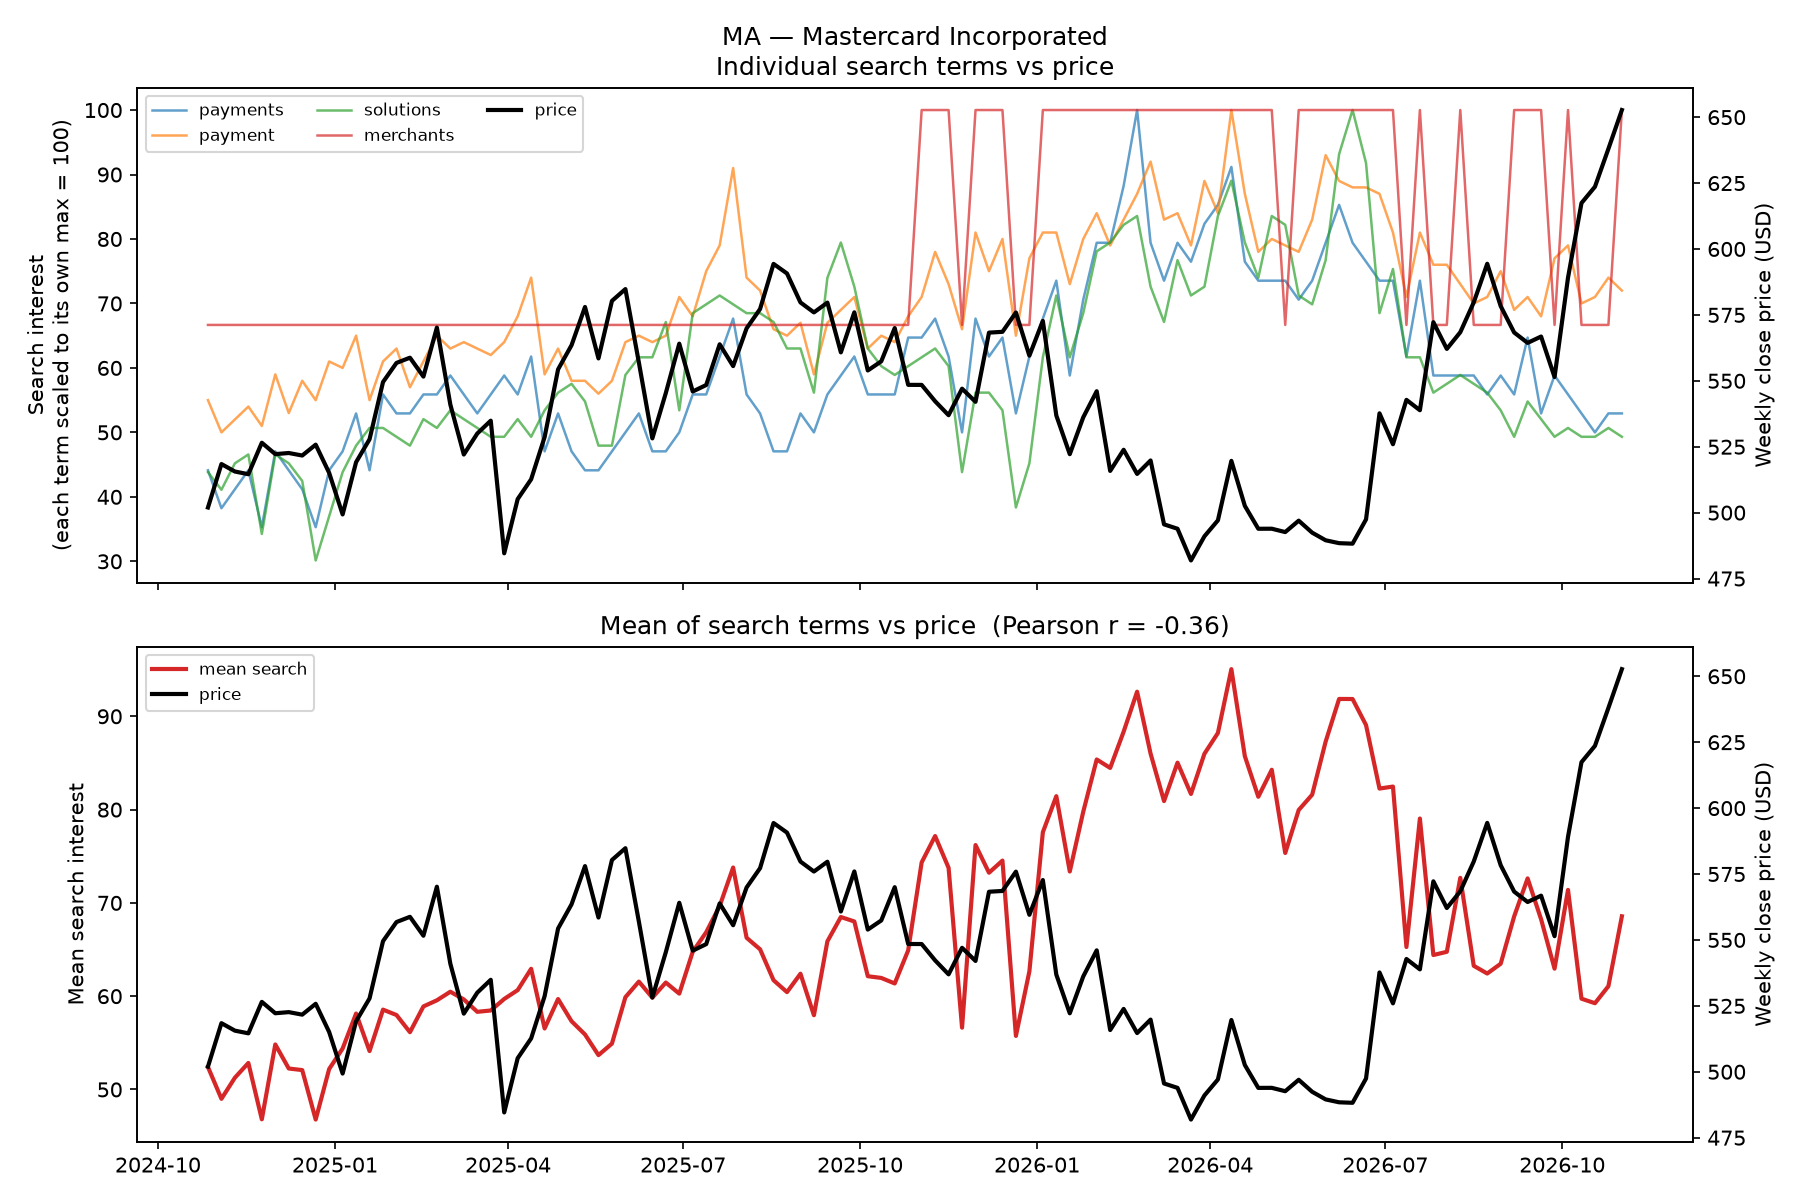 MA — Mastercard Incorporated
Individual search terms vs price
payments
payment
solutions
merchants
price
Search interest
(each term scaled to its own max = 100)
100
90
80
70
60
50
40
30
650
625
600
575
550
525
500
475
Weekly close price (USD)
Mean of search terms vs price  (Pearson r = -0.36)
mean search
price
Mean search interest
90
80
70
60
50
650
625
600
575
550
525
500
475
Weekly close price (USD)
2024-10
2025-01
2025-04
2025-07
2025-10
2026-01
2026-04
2026-07
2026-10